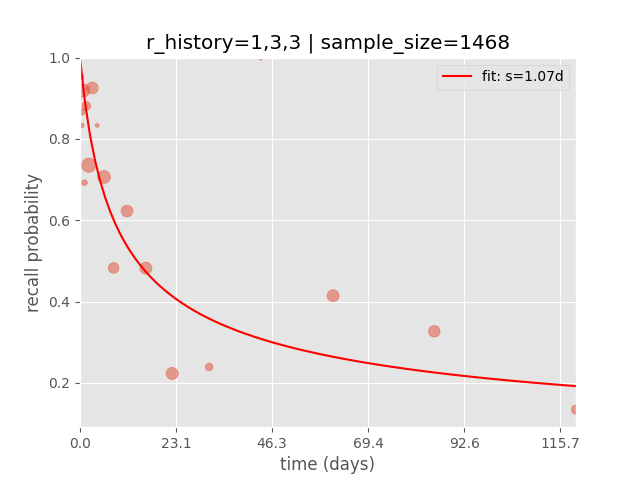 r_history=1,3,3 | sample_size=1468
fit: s=1.07d
1.0
0.8
0.6
0.4
0.2
recall probability
0.0 23.1 46.3 69.4 92.6 115.7
time (days)